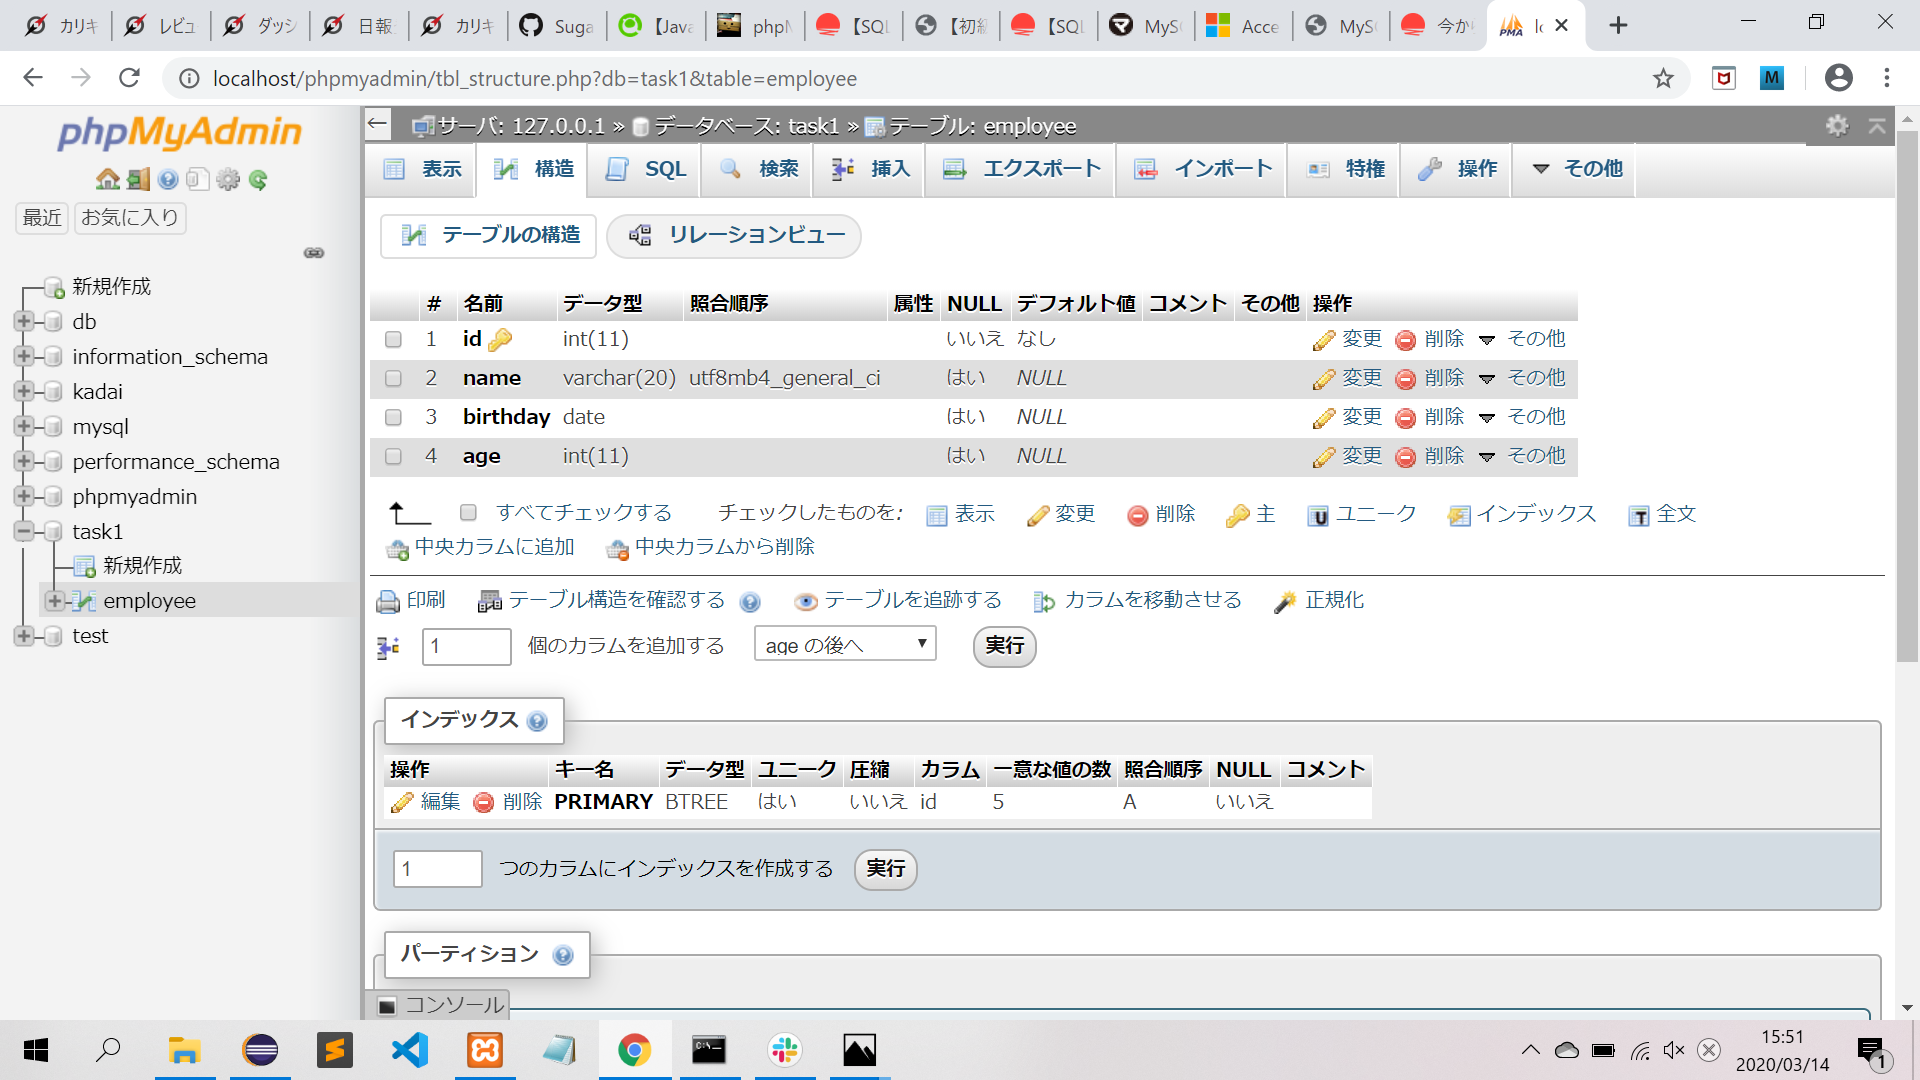 カリキ
レビュ
ダッシ
日報
カリキ
Suga
【Java
phpM
【SQL
【初級
【SQL
MyS
Acce
MyS
今か
localhost/phpmyadmin/tbl_structure.php?db=task1&table=employee
M
phpMyAdmin
最近 お気に入り
新規作成
db
information_schema
kadai
mysql
performance_schema
phpmyadmin
task1
新規作成
employee
test
サーバ: 127.0.0.1 » データベース: task1 » テーブル: employee
表示 構造 SQL 検索 挿入 エクスポート インポート 特権 操作 その他
テーブルの構造 リレーションビュー
# 名前 データ型 照合順序 属性 NULL デフォルト値 コメント その他 操作
1 id int(11) いいえ なし 変更 削除 その他
2 name varchar(20) utf8mb4_general_ci はい NULL 変更 削除 その他
3 birthday date はい NULL 変更 削除 その他
4 age int(11) はい NULL 変更 削除 その他
すべてチェックする チェックしたものを: 表示 変更 削除 主 ユニーク インデックス 全文
中央カラムに追加 中央カラムから削除
印刷 テーブル構造を確認する テーブルを追跡する カラムを移動させる 正規化
1 個のカラムを追加する age の後へ 実行
インデックス
操作 キー名 データ型 ユニーク 圧縮 カラム 一意な値の数 照合順序 NULL コメント
編集 削除 PRIMARY BTREE はい いいえ id 5 A いいえ
1 つのカラムにインデックスを作成する 実行
パーティション
コンソール
15:51
2020/03/14
1